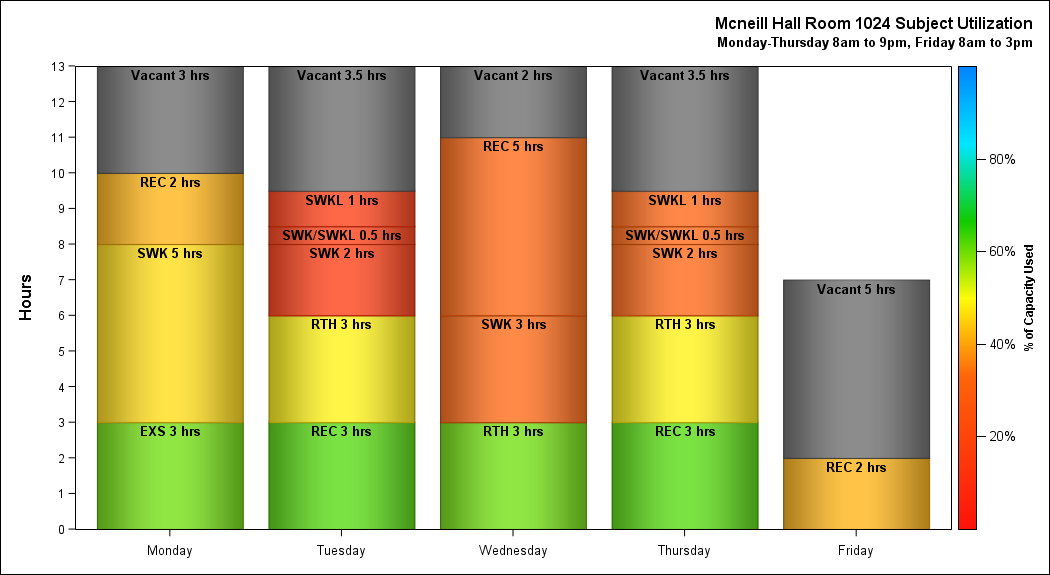 Mcneill Hall Room 1024 Subject Utilization
Monday-Thursday 8am to 9pm, Friday 8am to 3pm
Hours
13
12
11
10
9
8
7
6
5
4
3
2
1
0
Vacant 3 hrs
REC 2 hrs
SWK 5 hrs
EXS 3 hrs
Vacant 3.5 hrs
SWKL 1 hrs
SWK/SWKL 0.5 hrs
SWK 2 hrs
RTH 3 hrs
REC 3 hrs
Vacant 2 hrs
REC 5 hrs
SWK 3 hrs
RTH 3 hrs
Vacant 3.5 hrs
SWKL 1 hrs
SWK/SWKL 0.5 hrs
SWK 2 hrs
RTH 3 hrs
REC 3 hrs
Vacant 5 hrs
REC 2 hrs
Monday
Tuesday
Wednesday
Thursday
Friday
80%
60%
40%
20%
% of Capacity Used